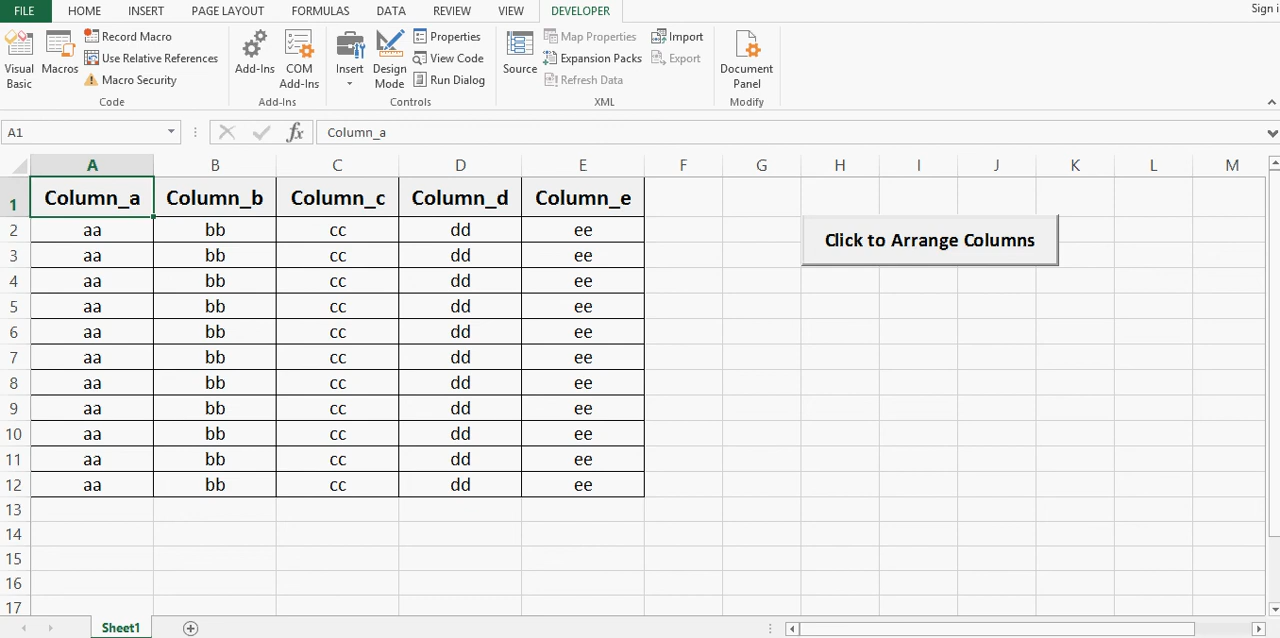 FILE HOME INSERT PAGE LAYOUT FORMULAS DATA REVIEW VIEW DEVELOPER Sign i
Visual Basic
Macros
Record Macro
Use Relative References
Macro Security
Code
Add-Ins
COM Add-Ins
Add-Ins
Insert
Design Mode
Properties
View Code
Run Dialog
Controls
Source
Map Properties
Expansion Packs
Refresh Data
Import
Export
XML
Document Panel
Modify
A1 fx Column_a
A B C D E F G H I J K L M
1 Column_a Column_b Column_c Column_d Column_e
2 aa bb cc dd ee
Click to Arrange Columns
3 aa bb cc dd ee
4 aa bb cc dd ee
5 aa bb cc dd ee
6 aa bb cc dd ee
7 aa bb cc dd ee
8 aa bb cc dd ee
9 aa bb cc dd ee
10 aa bb cc dd ee
11 aa bb cc dd ee
12 aa bb cc dd ee
13
14
15
16
17
Sheet1